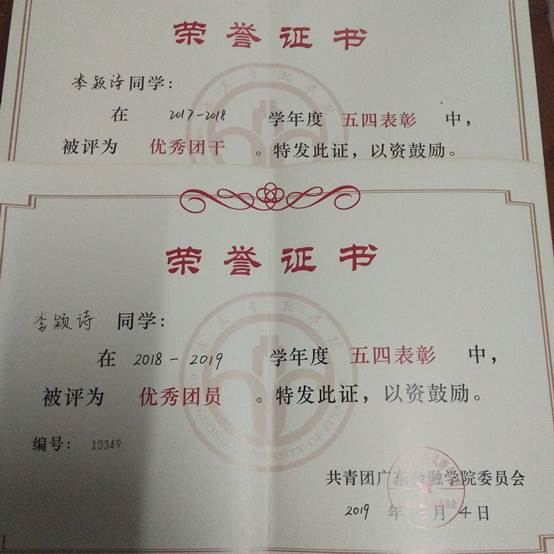 荣誉证书
李颖诗同学：
在 2017-2018 学年度 五四表彰 中，
被评为 优秀团干 。特发此证，以资鼓励。
荣誉证书
李颖诗 同学：
在 2018-2019 学年度 五四表彰 中，
被评为 优秀团员 。特发此证，以资鼓励。
编号：10349
共青团广东金融学院委员会
2019 年 月 4 日